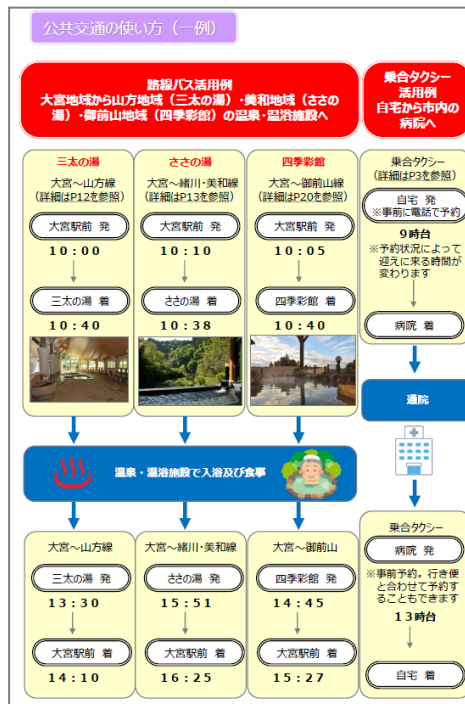 公共交通の使い方（一例）
路線バス活用例
大宮地域から山方地域（三太の湯）・美和地域（ささの
湯）・御前山地域（四季彩館）の温泉・温浴施設へ
乗合タクシー
活用例
自宅から市内の
病院へ
三太の湯
大宮～山方線
（詳細はP12を参照）
大宮駅前 発
１０：００
三太の湯 着
１０：４０
ささの湯
大宮～緒川・美和線
（詳細はP13を参照）
大宮駅前 発
１０：１０
ささの湯 着
１０：３８
四季彩館
大宮～御前山線
（詳細はP20を参照）
大宮駅前 発
１０：０５
四季彩館 着
１０：４０
乗合タクシー
（詳細はP3を参照）
自宅 発
※事前に電話で予約
９時台
※予約状況によって
迎えに来る時間が
変わります
病院 着
温泉・温浴施設で入浴及び食事
通院
大宮～山方線
三太の湯 発
１３：３０
大宮駅前 着
１４：１０
大宮～緒川・美和線
ささの湯 発
１５：５１
大宮駅前 着
１６：２５
大宮～御前山
四季彩館 発
１４：４５
大宮駅前 着
１５：２７
乗合タクシー
病院 発
※事前予約。行き便
と合わせて予約す
ることもできます
１３時台
自宅 着